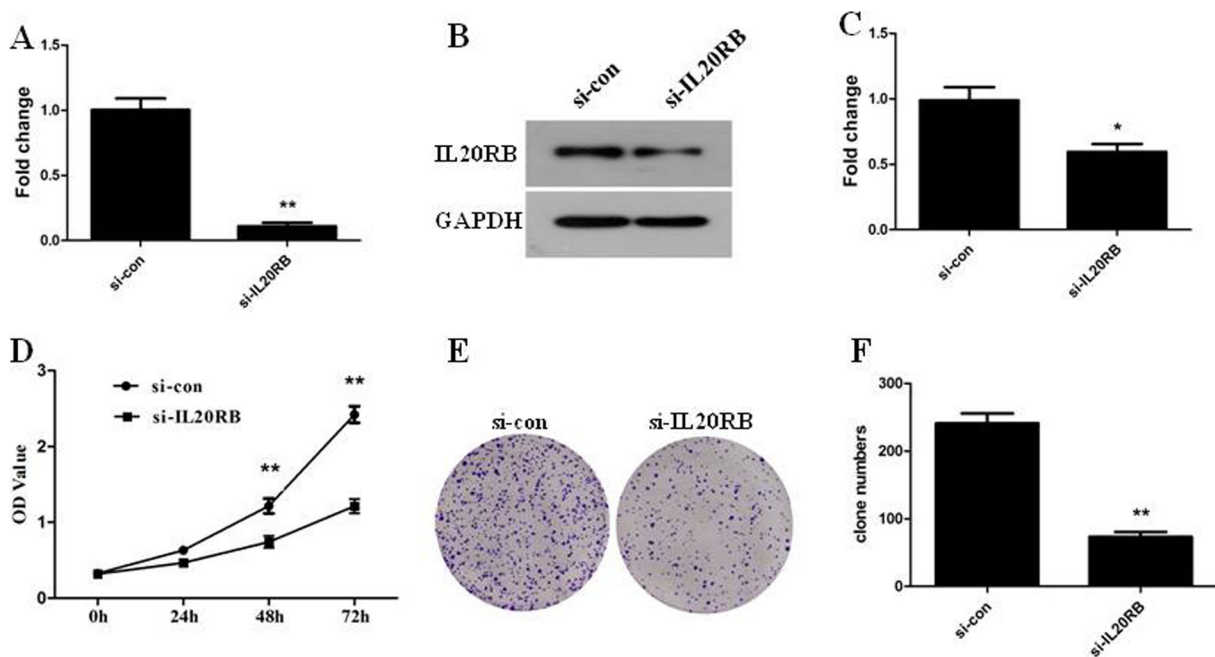 A
Fold change
1.5
1.0
0.5
0.0
**
si-con
si-IL20RB
B
si-con
si-IL20RB
IL20RB
GAPDH
C
Fold change
1.5
1.0
0.5
0.0
*
si-con
si-IL20RB
D
OD Value
3
2
1
0
si-con
si-IL20RB
**
**
0h 24h 48h 72h
E
si-con si-IL20RB
F
clone numbers
300
200
100
0
**
si-con
si-IL20RB